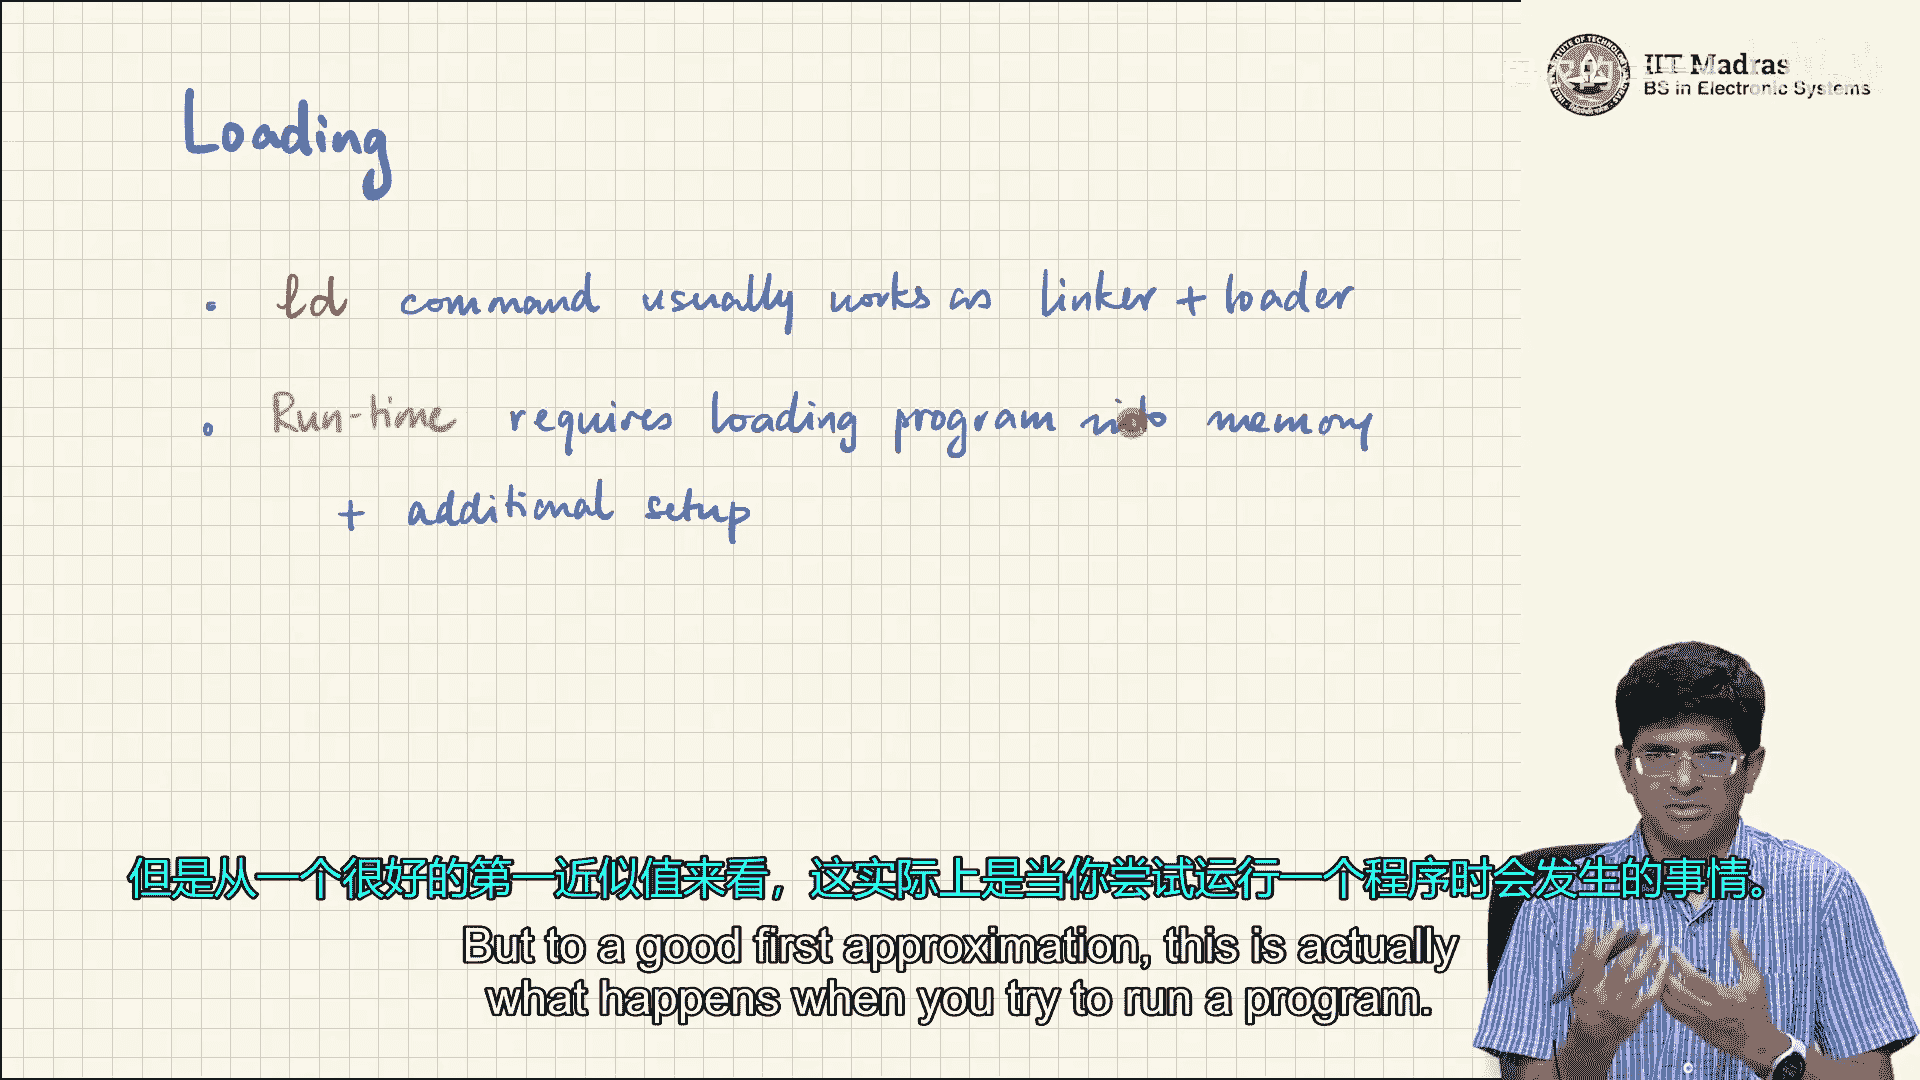 Loading
IIT Madras
BS in Electronic Systems
• ld command usually works as linker + loader
• Run-time requires loading program into memory
+ additional setup
但是从一个很好的第一近似值来看，这实际上是当你尝试运行一个程序时会发生的事情。
But to a good first approximation, this is actually
what happens when you try to run a program.